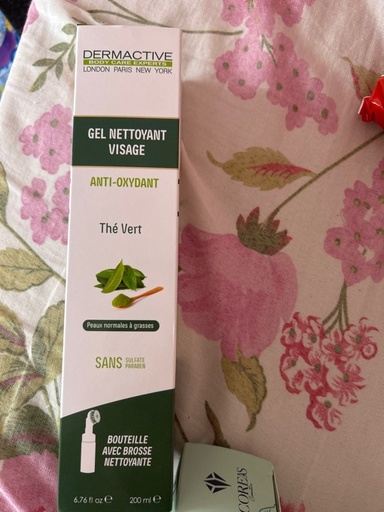 DERMACTIVE
BODY CARE EXPERTS
LONDON PARIS NEW YORK
GEL NETTOYANT
VISAGE
ANTI-OXYDANT
Thé Vert
Peaux normales à grasses
SANS SULFATE
PARABEN
BOUTEILLE
AVEC BROSSE
NETTOYANTE
6.76 fl oz ℮ 200 ml ℮